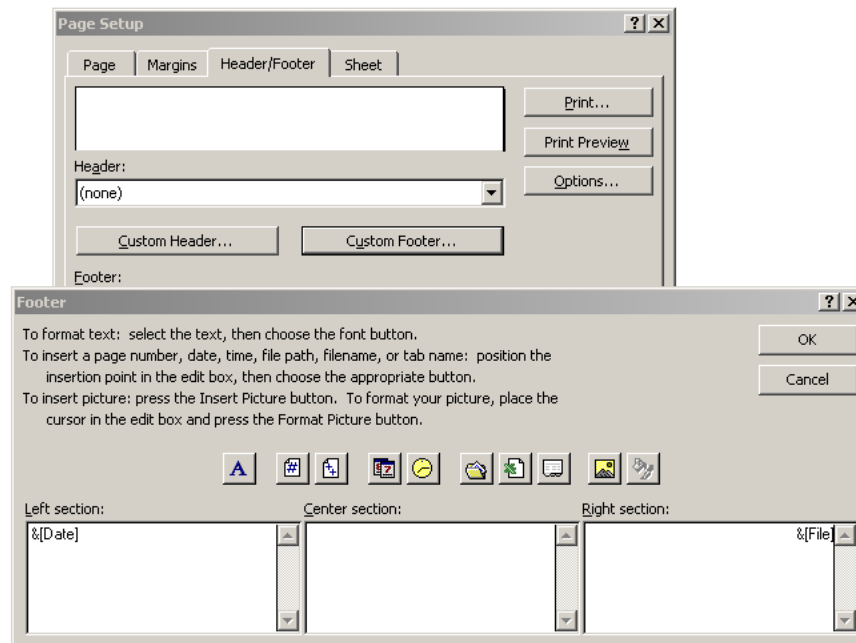 Page Setup
Page Margins Header/Footer Sheet
Print...
Print Preview
Header:
(none)
Options...
Custom Header... Custom Footer...
Footer:
Footer
To format text: select the text, then choose the font button.
To insert a page number, date, time, file path, filename, or tab name: position the
insertion point in the edit box, then choose the appropriate button.
To insert picture: press the Insert Picture button. To format your picture, place the
cursor in the edit box and press the Format Picture button.
OK
Cancel
A
Left section: Center section: Right section:
&[Date] &[File]